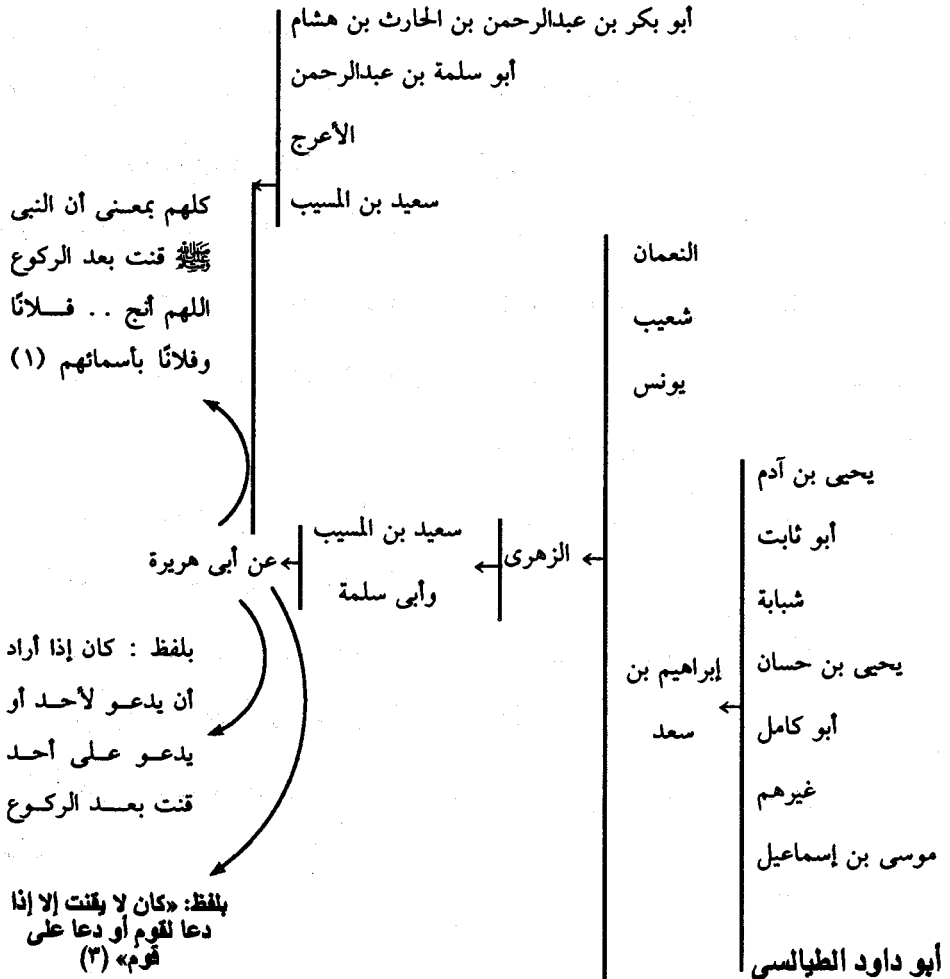 أبو بكر بن عبدالرحمن بن الحارث بن هشام
أبو سلمة بن عبدالرحمن
الأعرج
سعيد بن المسيب
كلهم بمعنى أن النبى
ﷺ قنت بعد الركوع
اللهم أنج . . فلانًا
وفلانًا بأسمائهم (١)
النعمان
شعيب
يونس
يحيى بن آدم
أبو ثابت
شبابة
يحيى بن حسان
أبو كامل
غيرهم
موسى بن إسماعيل
أبو داود الطيالسي
إبراهيم بن
سعد
الزهرى
سعيد بن المسيب
وأبى سلمة
عن أبى هريرة
بلفظ : كان إذا أراد
أن يدعو لأحد أو
يدعو على أحد
قنت بعد الركوع
بلفظ: «كان لا يقنت إلا إذا
دعا لقوم أو دعا على
قوم» (٣)